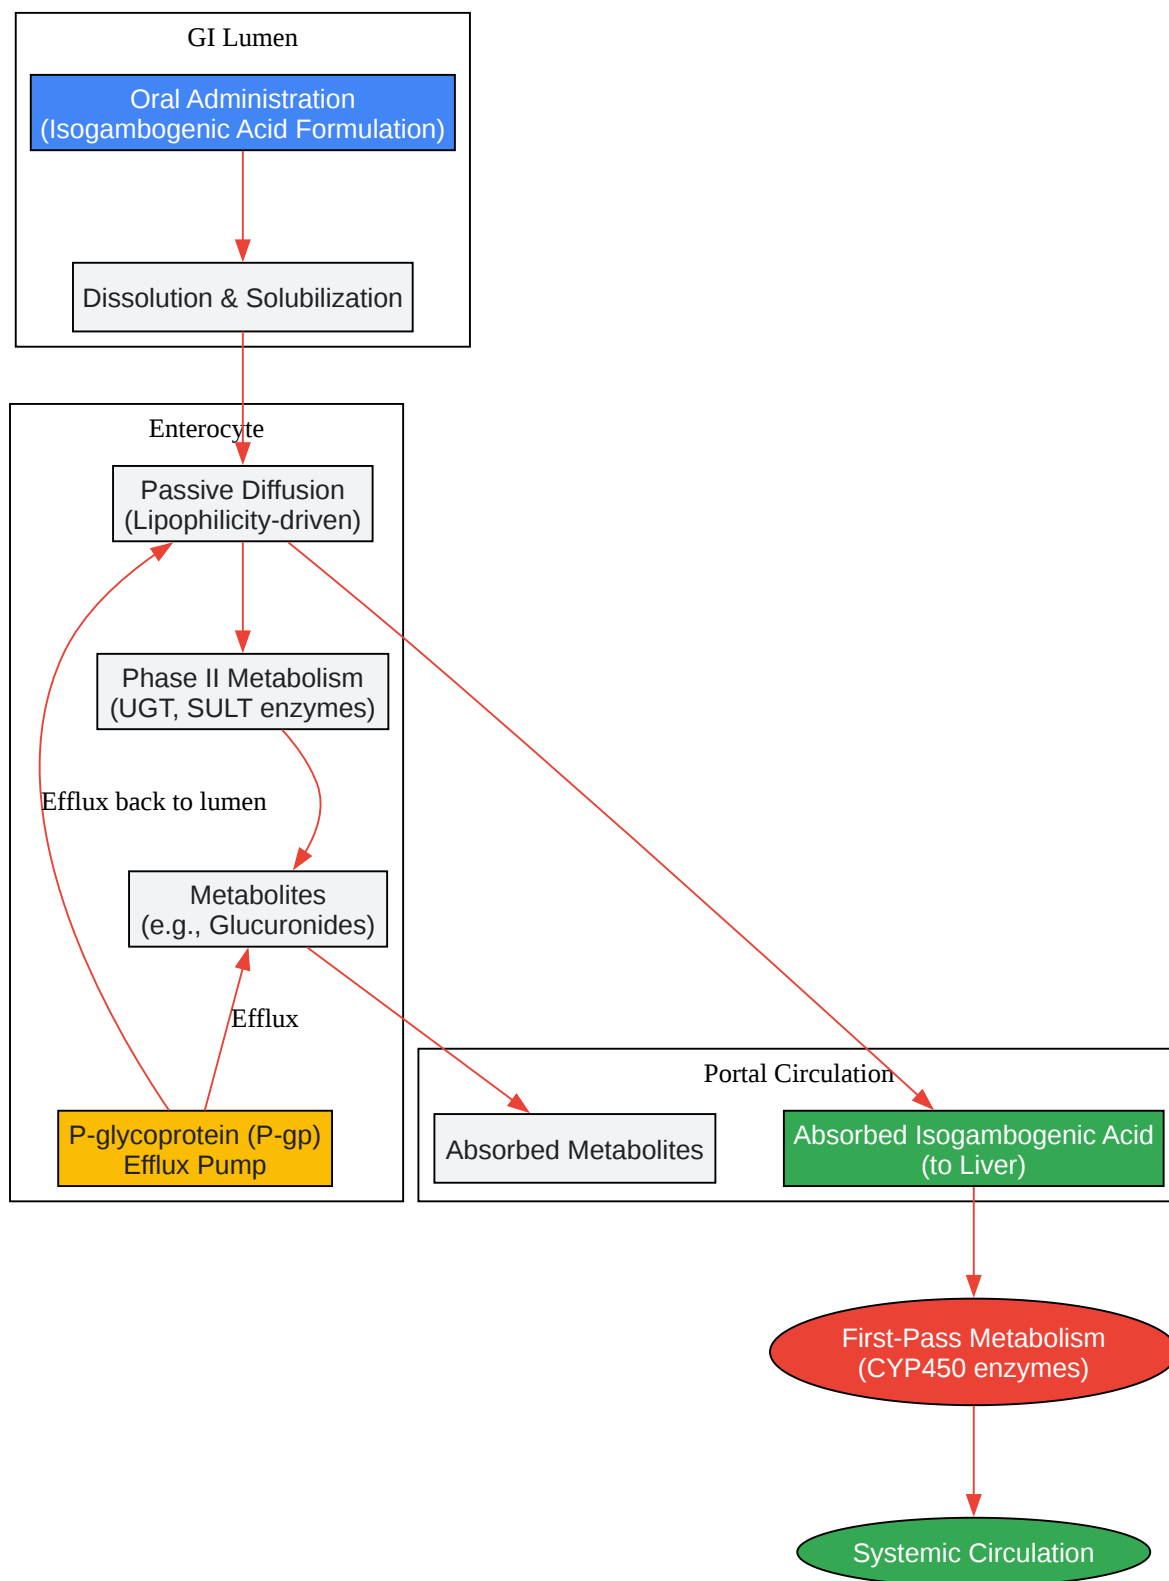 GI Lumen
Oral Administration
(Isogambogenic Acid Formulation)
Dissolution & Solubilization
Enterocyte
Passive Diffusion
(Lipophilicity-driven)
Phase II Metabolism
(UGT, SULT enzymes)
Efflux back to lumen
Metabolites
(e.g., Glucuronides)
Efflux
P-glycoprotein (P-gp)
Efflux Pump
Portal Circulation
Absorbed Metabolites
Absorbed Isogambogenic Acid
(to Liver)
First-Pass Metabolism
(CYP450 enzymes)
Systemic Circulation